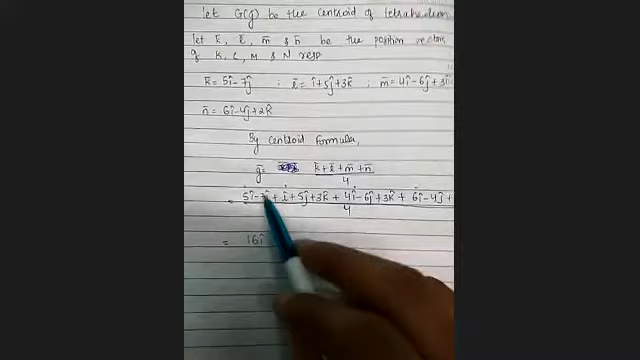 let G(g̅) be the centroid of tetrahedron
let k̅, l̅, m̅ & n̅ be the position vectors
of K, L, M & N resp
k̅ = 5î - 7ĵ ; l̅ = î + 5ĵ + 3k̂ ; m̅ = 4î - 6ĵ + 3k̂
n̅ = 6î - 4ĵ + 2k̂
By centroid formula,
g̅ = k̅ + l̅ + m̅ + n̅
4
= 5î - 7ĵ + î + 5ĵ + 3k̂ + 4î - 6ĵ + 3k̂ + 6î - 4ĵ +
4
= 16î